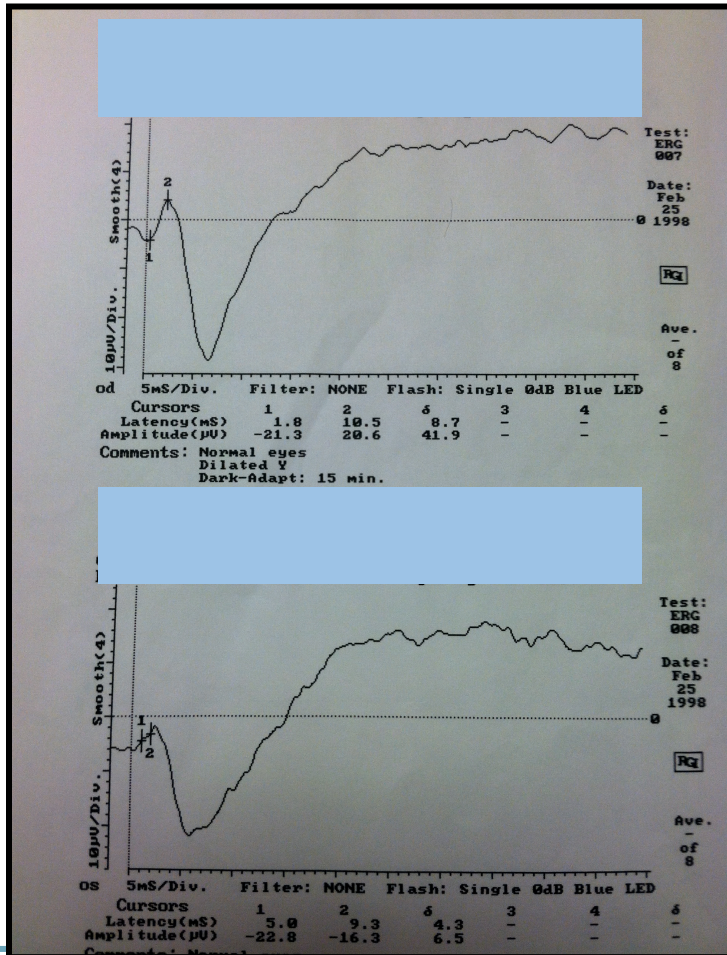 Smooth(4)
10µV/Div.
2
1
0
Test:
ERG
007
Date:
Feb
25
1998
RGI
Ave.
-
of
8
od 5mS/Div. Filter: NONE Flash: Single 0dB Blue LED
Cursors 1 2 δ 3 4 δ
Latency(mS) 1.8 10.5 8.7 - - -
Amplitude(µV) -21.3 20.6 41.9 - - -
Comments: Normal eyes
Dilated Y
Dark-Adapt: 15 min.
Smooth(4)
10µV/Div.
1
2
0
Test:
ERG
008
Date:
Feb
25
1998
RGI
Ave.
-
of
8
os 5mS/Div. Filter: NONE Flash: Single 0dB Blue LED
Cursors 1 2 δ 3 4 δ
Latency(mS) 5.0 9.3 4.3 - - -
Amplitude(µV) -22.8 -16.3 6.5 - - -
Comments: Normal